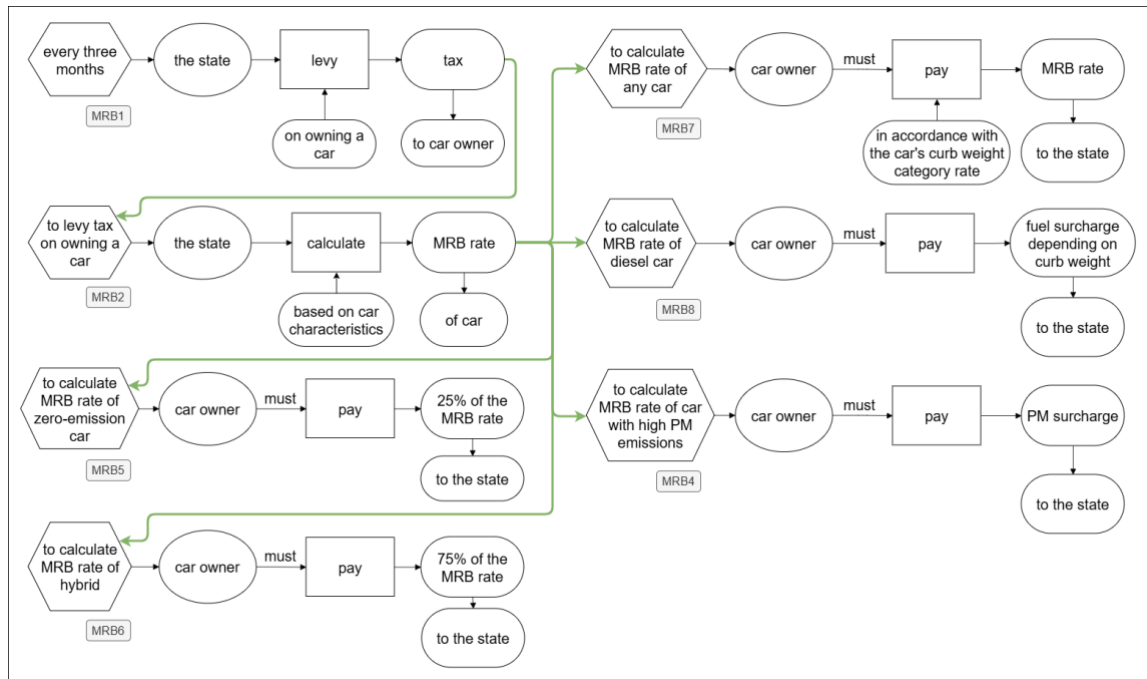 every three
months
the state
levy
tax
on owning a
car
to car owner
MRB1
to levy tax
on owning a
car
the state
calculate
MRB rate
based on car
characteristics
of car
MRB2
to calculate
MRB rate of
zero-emission
car
car owner
must
pay
25% of the
MRB rate
to the state
MRB5
to calculate
MRB rate of
hybrid
car owner
must
pay
75% of the
MRB rate
to the state
MRB6
to calculate
MRB rate of
any car
car owner
must
pay
MRB rate
in accordance with
the car's curb weight
category rate
to the state
MRB7
to calculate
MRB rate of
diesel car
car owner
must
pay
fuel surcharge
depending on
curb weight
to the state
MRB8
to calculate
MRB rate of car
with high PM
emissions
car owner
must
pay
PM surcharge
to the state
MRB4